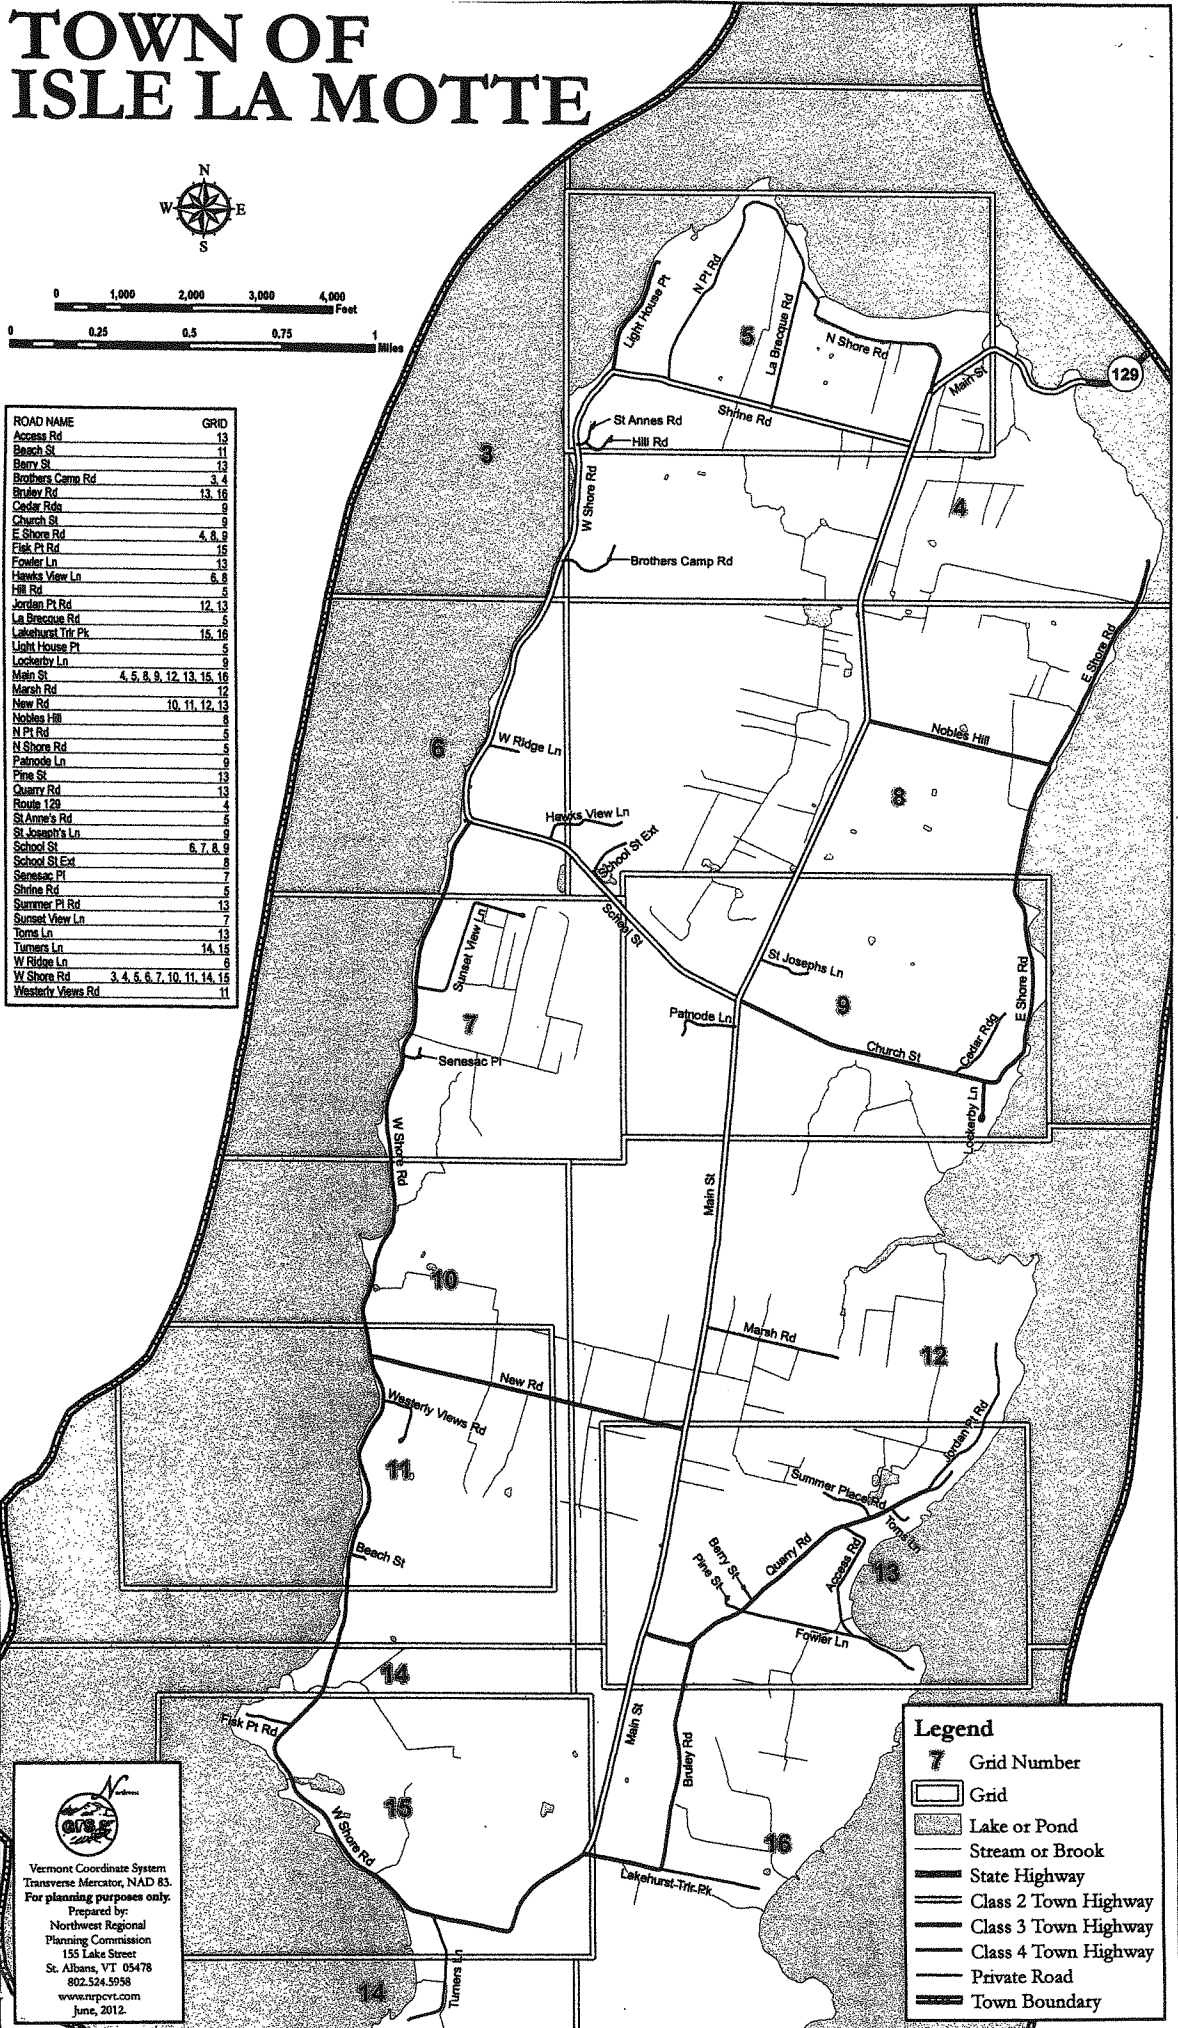 TOWN OF
ISLE LA MOTTE
N
W E
S
0 1,000 2,000 3,000 4,000
Feet
0 0.25 0.5 0.75 1
Miles
ROAD NAME GRID
Access Rd 13
Beach St 11
Berry St 13
Brothers Camp Rd 3, 4
Bruley Rd 13, 16
Cedar Rdg 9
Church St 9
E Shore Rd 4, 8, 9
Fisk Pt Rd 15
Fowler Ln 13
Hawks View Ln 6, 8
Hill Rd 5
Jordan Pt Rd 12, 13
La Brecque Rd 5
Lakehurst Trlr Pk 15, 16
Light House Pt 5
Lockerby Ln 9
Main St 4, 5, 8, 9, 12, 13, 15, 16
Marsh Rd 12
New Rd 10, 11, 12, 13
Nobles Hill 8
N Pt Rd 5
N Shore Rd 5
Patnode Ln 9
Pine St 13
Quarry Rd 13
Route 129 4
St Anne's Rd 5
St Joseph's Ln 9
School St 6, 7, 8, 9
School St Ext 8
Senesac Pl 7
Shrine Rd 5
Summer Pl Rd 13
Sunset View Ln 7
Toms Ln 13
Turners Ln 14, 15
W Ridge Ln 6
W Shore Rd 3, 4, 5, 6, 7, 10, 11, 14, 15
Westerly Views Rd 11
Light House Pt
N Pt Rd
5
La Brecque Rd
N Shore Rd
Main St
129
Shrine Rd
St Annes Rd
Hill Rd
3
W Shore Rd
4
Brothers Camp Rd
E Shore Rd
Nobles Hill
W Ridge Ln
6
8
Hawks View Ln
School St Ext
School St
Sunset View Ln
St Josephs Ln
E Shore Rd
7
9
Patnode Ln
Cedar Rdg
Church St
Senesac Pl
Lockerby Ln
W Shore Rd
Main St
10
Marsh Rd
12
New Rd
Westerly Views Rd
Jordan Pt Rd
11
Summer Place Rd
Toms Ln
Quarry Rd
Berry St
Pine St
Access Rd
13
Beach St
Fowler Ln
14
Fisk Pt Rd
Main St
Bruley Rd
15
W Shore Rd
16
Lakehurst-Trlr-Pk
Turners Ln
14
Northwest
GIS
Vermont Coordinate System
Transverse Mercator, NAD 83.
For planning purposes only.
Prepared by:
Northwest Regional
Planning Commission
155 Lake Street
St. Albans, VT 05478
802.524.5958
www.nrpcvt.com
June, 2012.
Legend
7 Grid Number
Grid
Lake or Pond
Stream or Brook
State Highway
Class 2 Town Highway
Class 3 Town Highway
Class 4 Town Highway
Private Road
Town Boundary